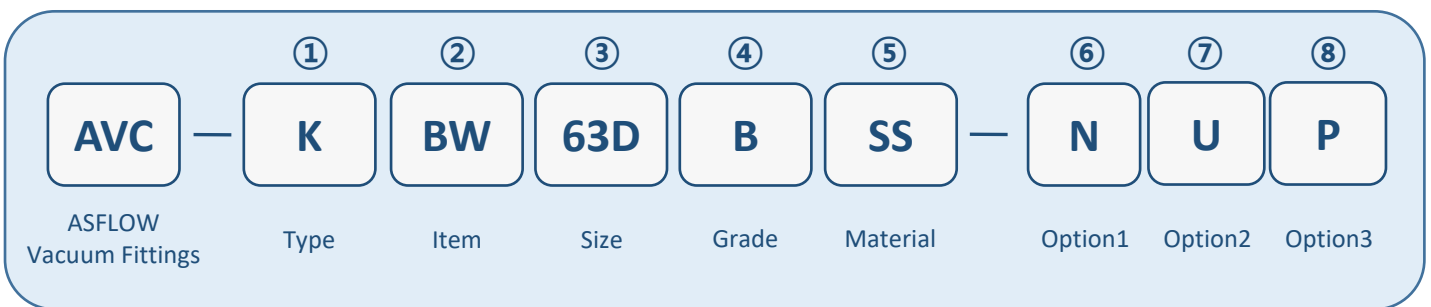 ① ② ③ ④ ⑤ ⑥ ⑦ ⑧
AVC — K BW 63D B SS — N U P
ASFLOW
Vacuum Fittings
Type Item Size Grade Material Option1 Option2 Option3